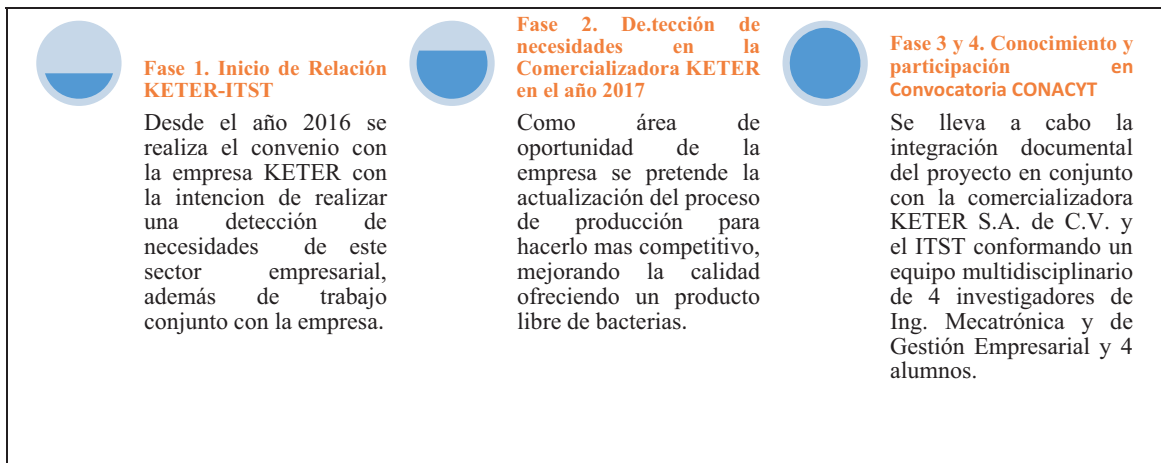 Fase 1. Inicio de Relación
KETER-ITST
Desde el año 2016 se
realiza el convenio con
la empresa KETER con
la intencion de realizar
una detección de
necesidades de este
sector empresarial,
además de trabajo
conjunto con la empresa.
Fase 2. De.tección de
necesidades en la
Comercializadora KETER
en el año 2017
Como área de
oportunidad de la
empresa se pretende la
actualización del proceso
de producción para
hacerlo mas competitivo,
mejorando la calidad
ofreciendo un producto
libre de bacterias.
Fase 3 y 4. Conocimiento y
participación en
Convocatoria CONACYT
Se lleva a cabo la
integración documental
del proyecto en conjunto
con la comercializadora
KETER S.A. de C.V. y
el ITST conformando un
equipo multidisciplinario
de 4 investigadores de
Ing. Mecatrónica y de
Gestión Empresarial y 4
alumnos.